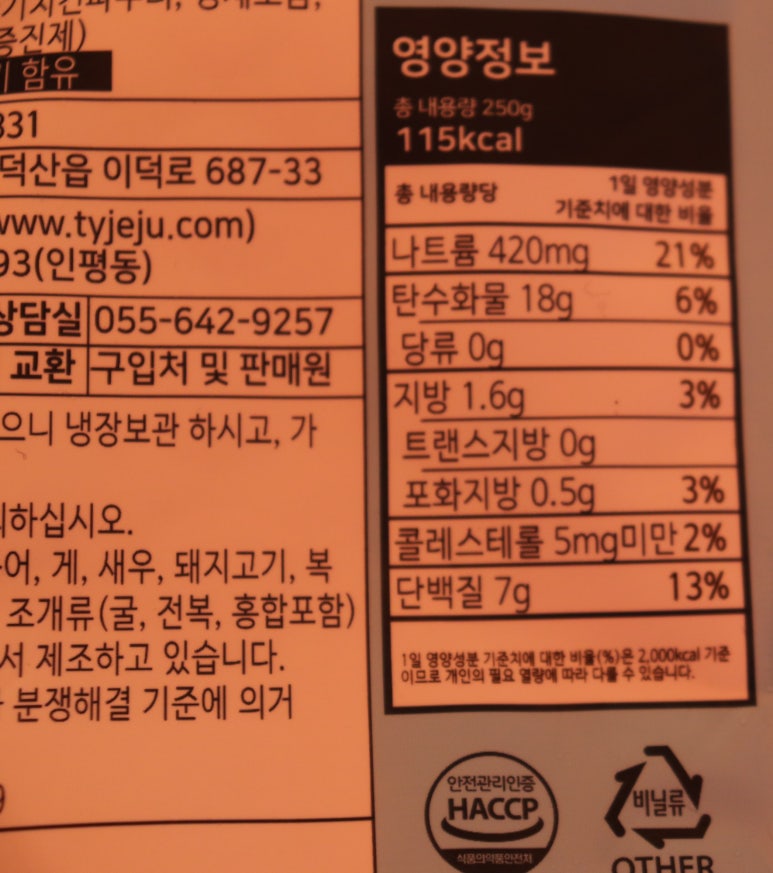 증진제)
함유
331
덕산읍 이덕로 687-33
www.tyjeju.com)
93(인평동)
상담실 055-642-9257
교환 구입처 및 판매원
으니 냉장보관 하시고, 가
의하십시오.
어, 게, 새우, 돼지고기, 복
조개류(굴, 전복, 홍합포함)
서 제조하고 있습니다.
분쟁해결 기준에 의거
영양정보
총 내용량 250g
115kcal
총 내용량당 1일 영양성분
기준치에 대한 비율
나트륨 420mg 21%
탄수화물 18g 6%
당류 0g 0%
지방 1.6g 3%
트랜스지방 0g
포화지방 0.5g 3%
콜레스테롤 5mg미만 2%
단백질 7g 13%
1일 영양성분 기준치에 대한 비율(%)은 2,000kcal 기준
이므로 개인의 필요 열량에 따라 다를 수 있습니다.
안전관리인증
HACCP
식품의약품안전처
비닐류
OTHER